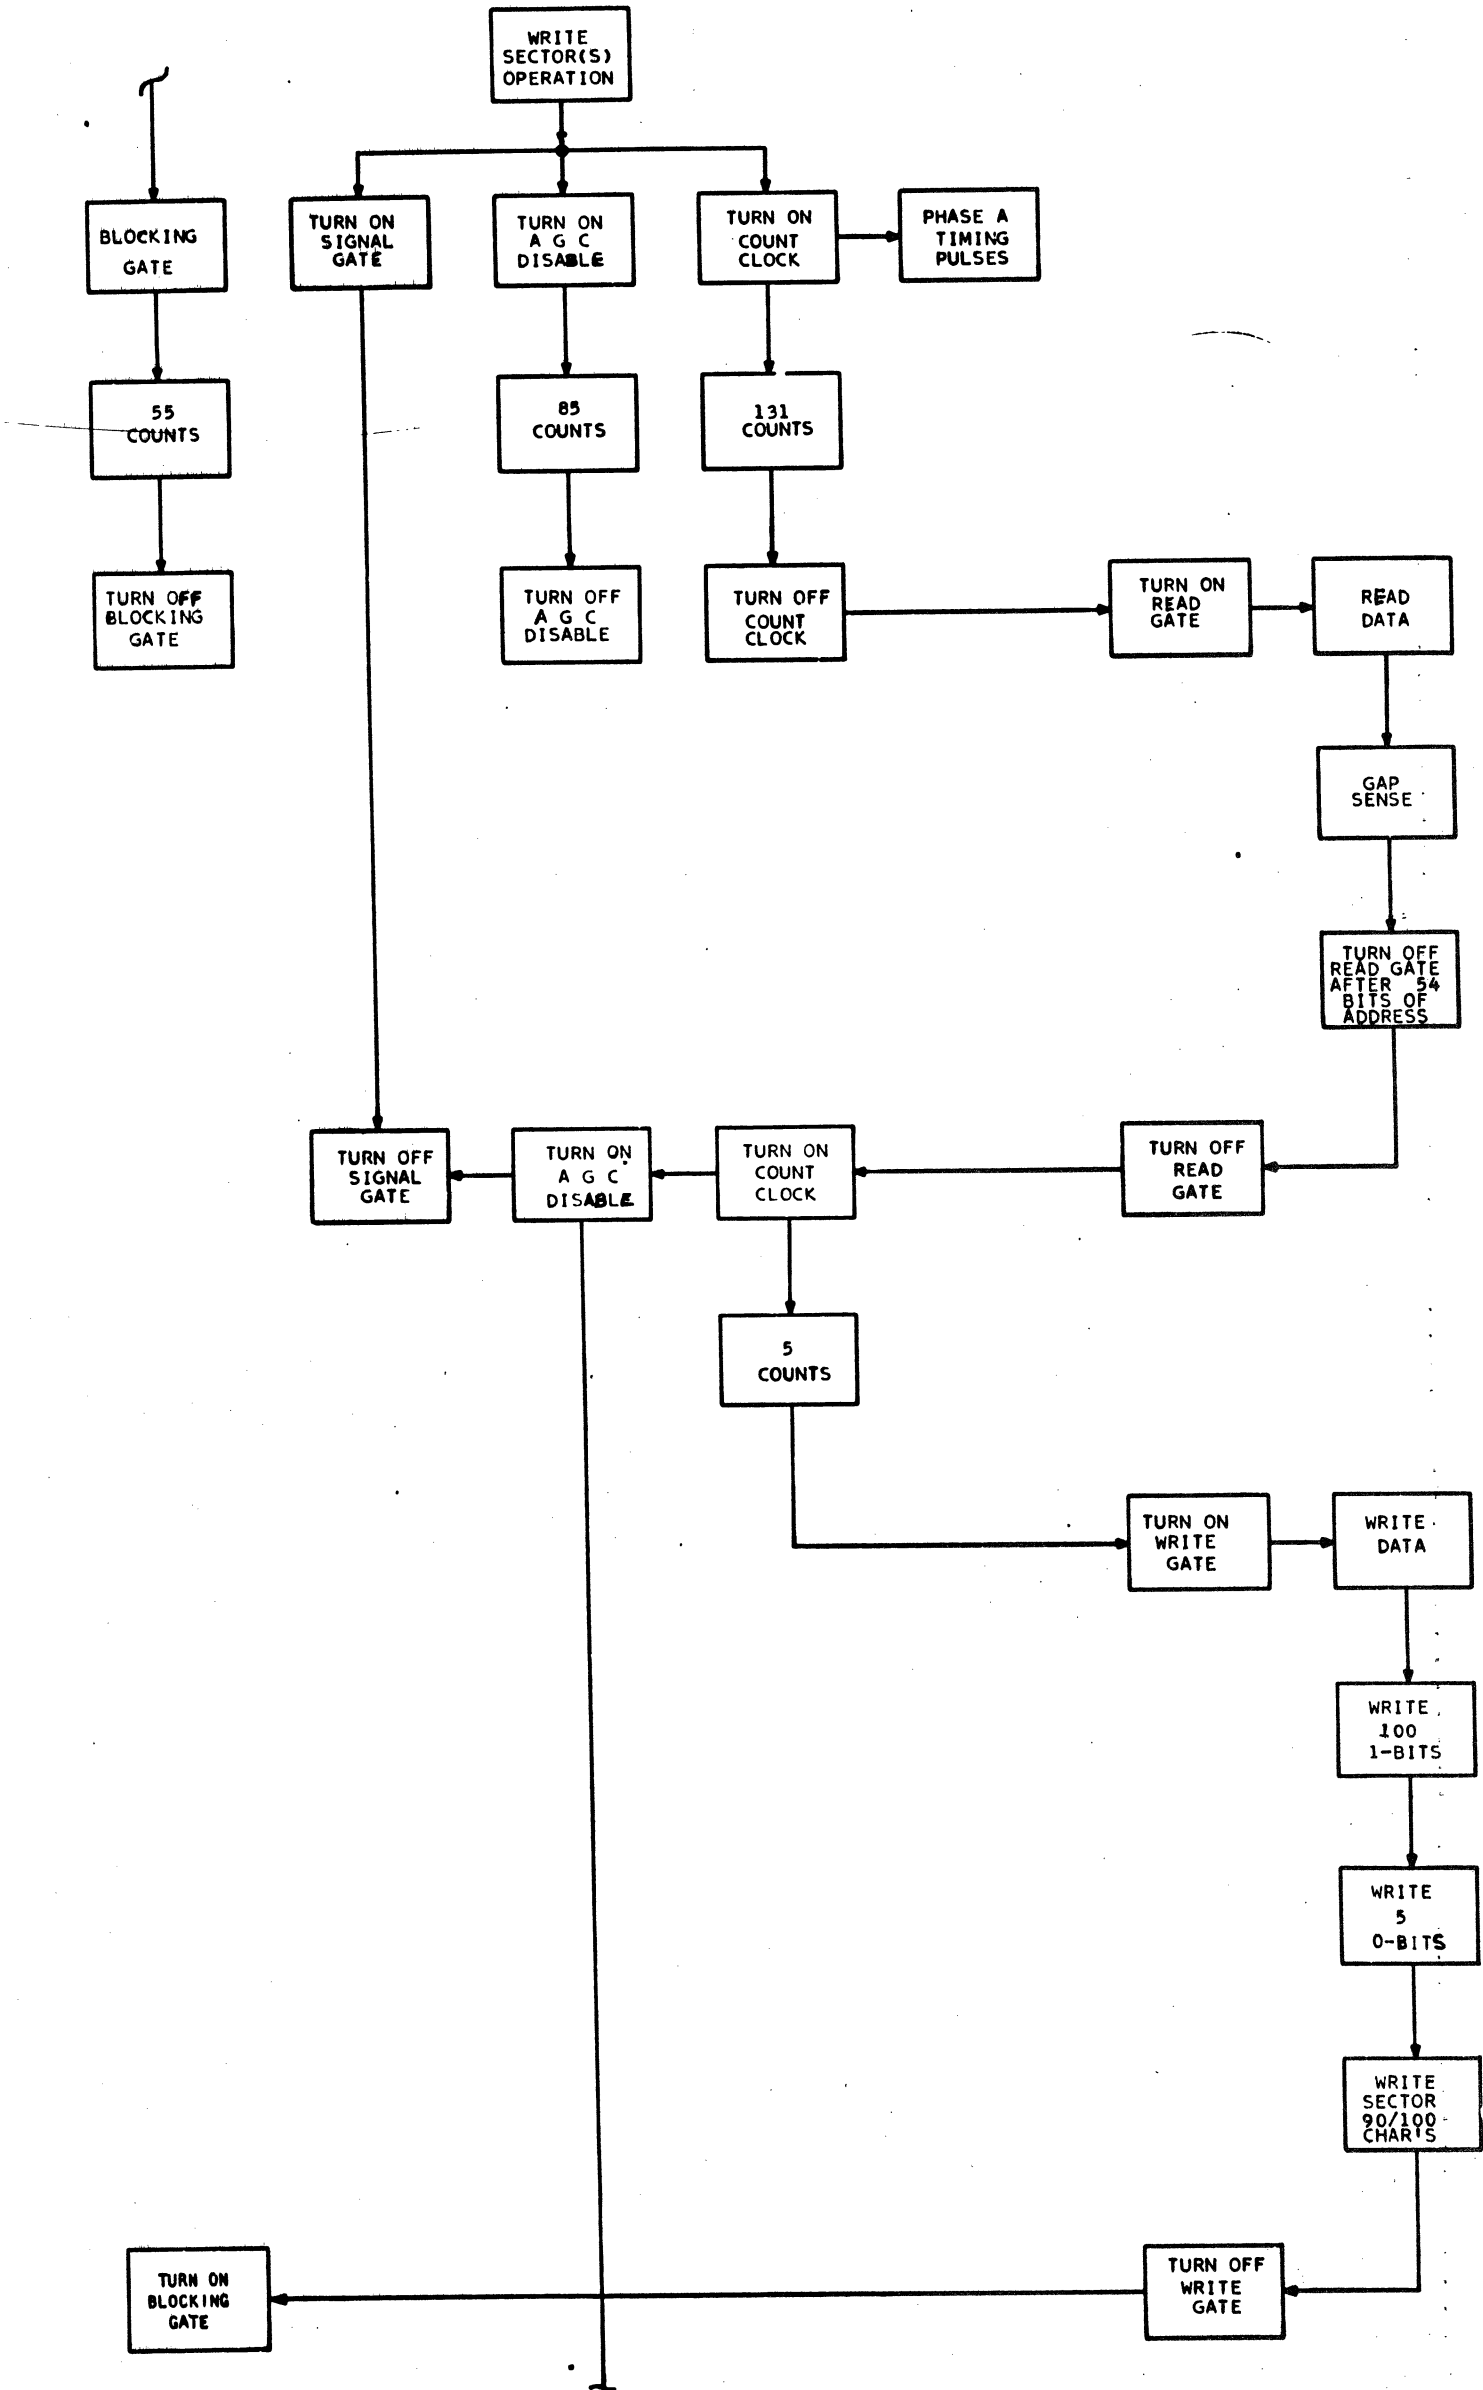 WRITE
SECTOR(S)
OPERATION
BLOCKING
GATE
TURN ON
SIGNAL
GATE
TURN ON
A G C
DISABLE
TURN ON
COUNT
CLOCK
PHASE A
TIMING
PULSES
55
COUNTS
85
COUNTS
131
COUNTS
TURN OFF
BLOCKING
GATE
TURN OFF
A G C
DISABLE
TURN OFF
COUNT
CLOCK
TURN ON
READ
GATE
READ
DATA
GAP
SENSE
TURN OFF
READ GATE
AFTER 54
BITS OF
ADDRESS
TURN OFF
SIGNAL
GATE
TURN ON
A G C
DISABLE
TURN ON
COUNT
CLOCK
TURN OFF
READ
GATE
5
COUNTS
TURN ON
WRITE
GATE
WRITE
DATA
WRITE
100
1-BITS
WRITE
5
0-BITS
WRITE
SECTOR
90/100
CHAR'S
TURN ON
BLOCKING
GATE
TURN OFF
WRITE
GATE